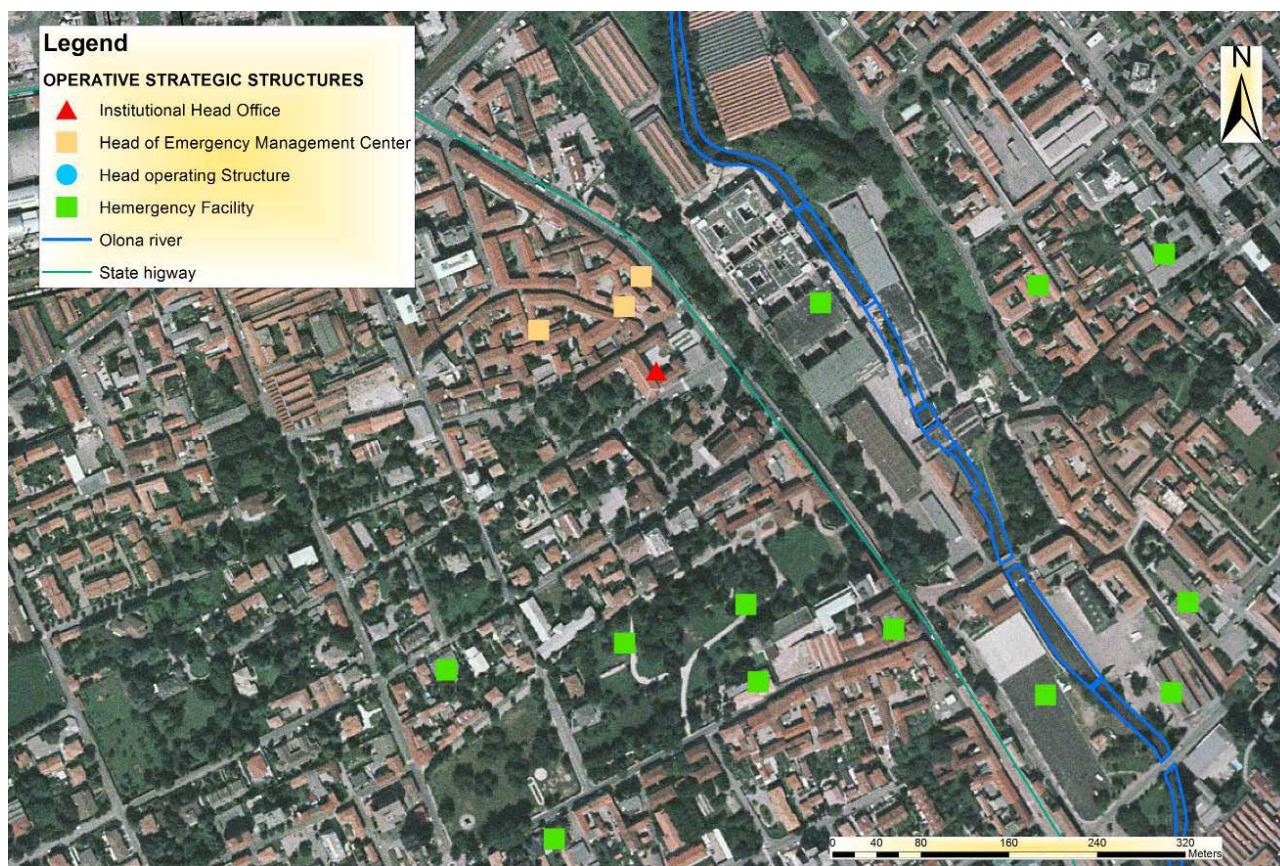 Legend
OPERATIVE STRATEGIC STRUCTURES
Institutional Head Office
Head of Emergency Management Center
Head operating Structure
Hemergency Facility
Olona river
State higway
N
0 40 80 160 240 320
Meters